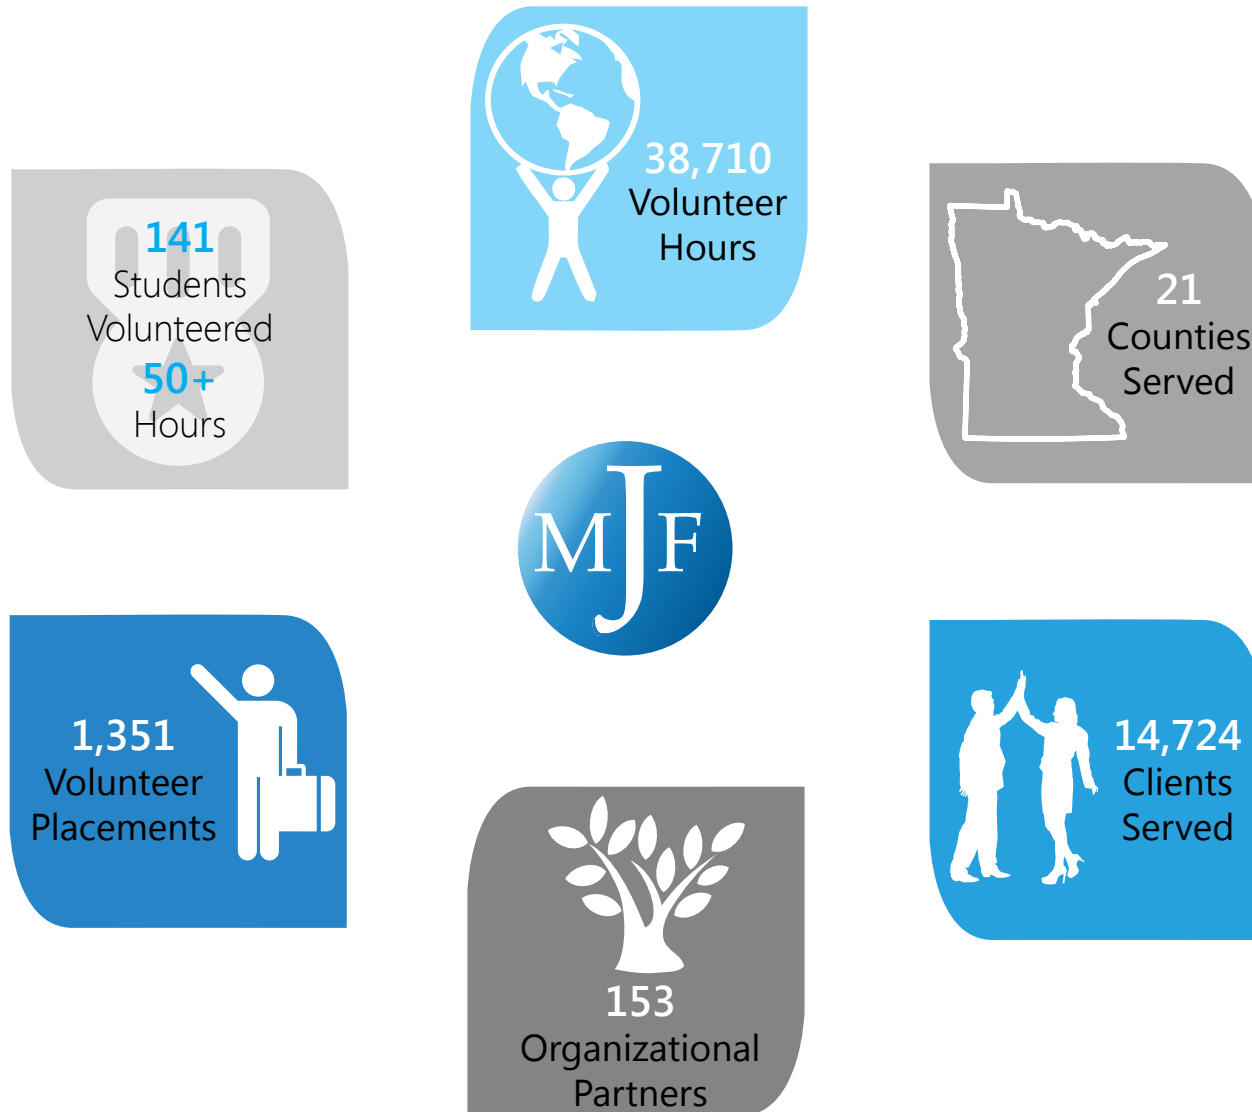 38,710
Volunteer
Hours
141
Students
Volunteered
50+
Hours
21
Counties
Served
MJF
1,351
Volunteer
Placements
14,724
Clients
Served
153
Organizational
Partners